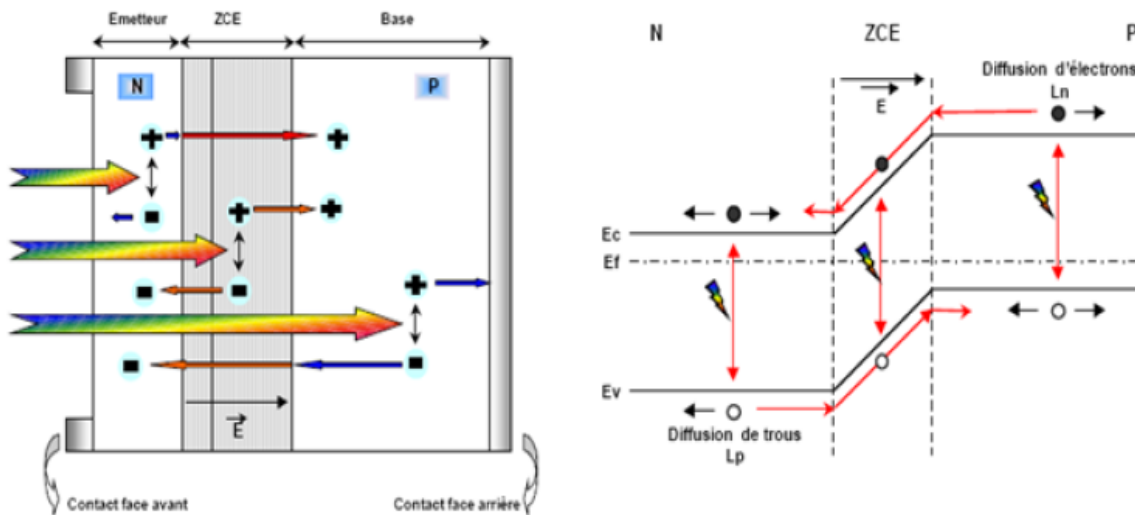 Emetteur ZCE Base
N P
E
Contact face avant Contact face arrière
N ZCE P
Diffusion d'électrons
Ln
E
Ec
Ef
Ev
Diffusion de trous
Lp